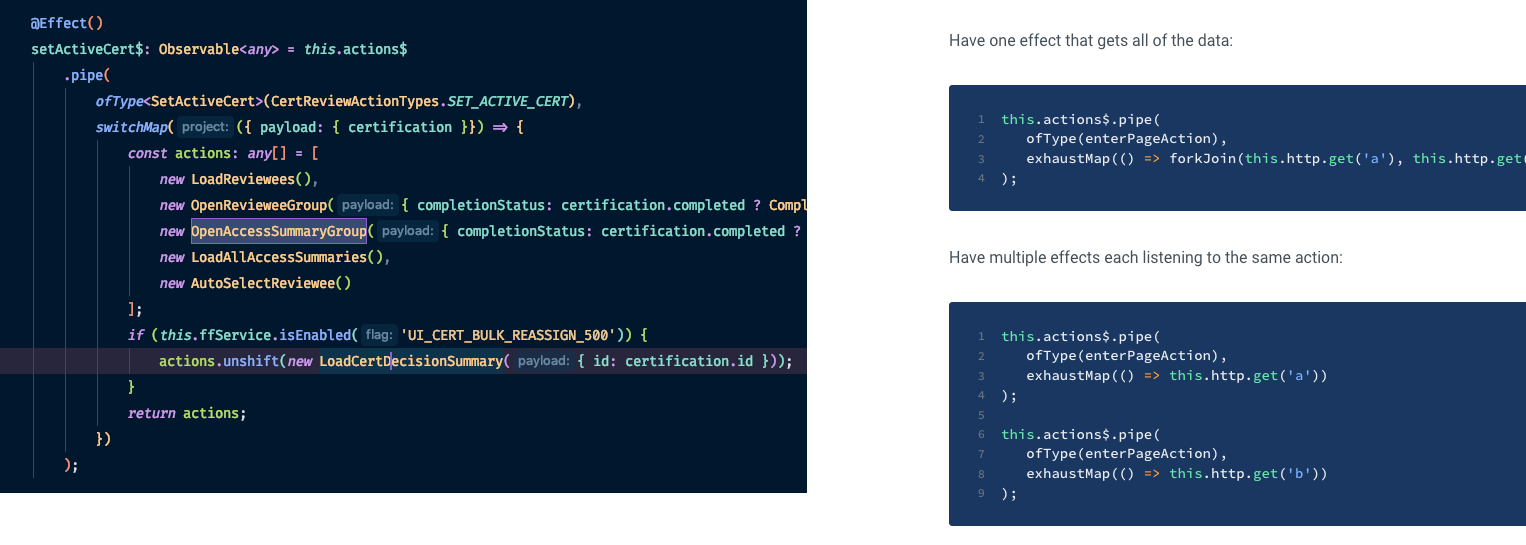 @Effect()
setActiveCert$: Observable<any> = this.actions$
.pipe(
ofType<SetActiveCert>(CertReviewActionTypes.SET_ACTIVE_CERT),
switchMap( project: ({ payload: { certification }}) => {
const actions: any[] = [
new LoadReviewees(),
new OpenRevieweeGroup( payload: { completionStatus: certification.completed ? Compl
new OpenAccessSummaryGroup( payload: { completionStatus: certification.completed ?
new LoadAllAccessSummaries(),
new AutoSelectReviewee()
];
if (this.ffService.isEnabled( flag: 'UI_CERT_BULK_REASSIGN_500')) {
actions.unshift(new LoadCertDecisionSummary( payload: { id: certification.id }));
}
return actions;
})
);
Have one effect that gets all of the data:
1 this.actions$.pipe(
2 ofType(enterPageAction),
3 exhaustMap(() => forkJoin(this.http.get('a'), this.http.get(
4 );
Have multiple effects each listening to the same action:
1 this.actions$.pipe(
2 ofType(enterPageAction),
3 exhaustMap(() => this.http.get('a'))
4 );
5
6 this.actions$.pipe(
7 ofType(enterPageAction),
8 exhaustMap(() => this.http.get('b'))
9 );